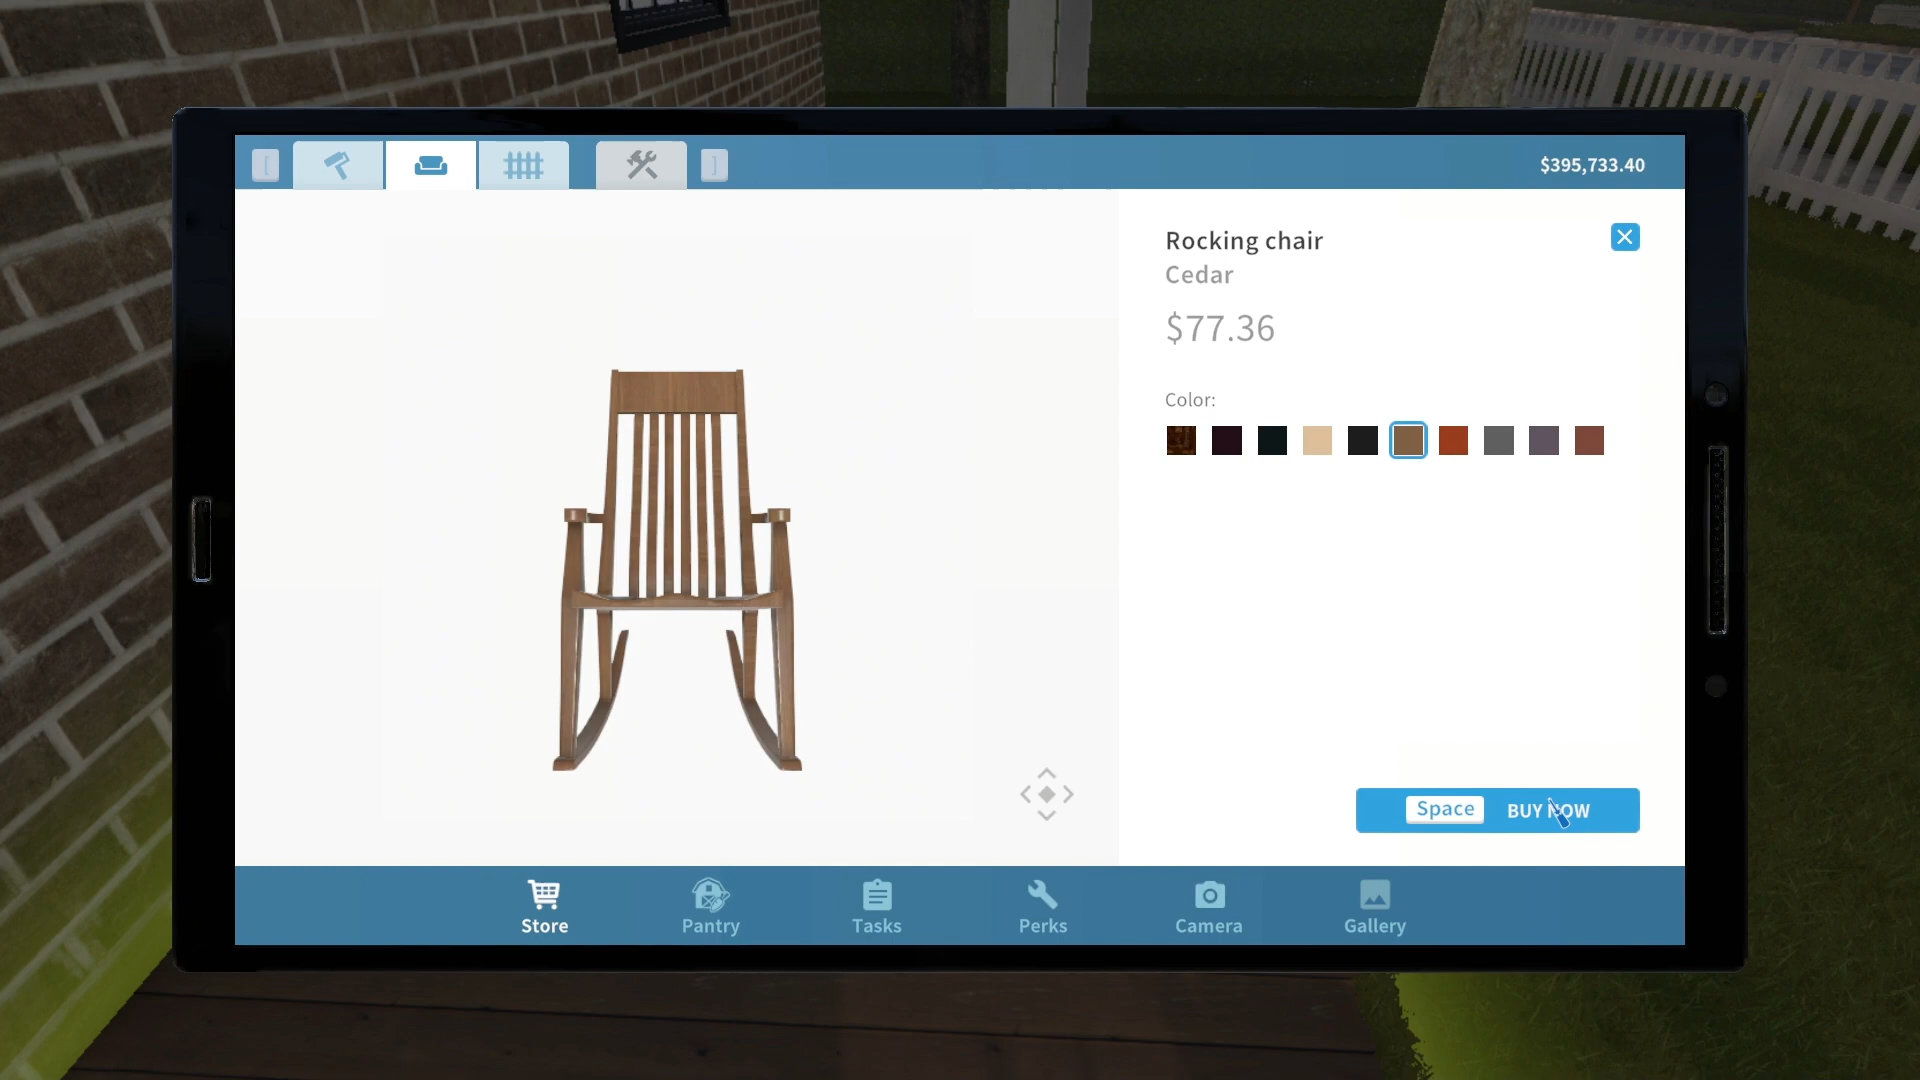 [
]
$395,733.40
Rocking chair
Cedar
$77.36
Color:
Space BUY NOW
Store
Pantry
Tasks
Perks
Camera
Gallery